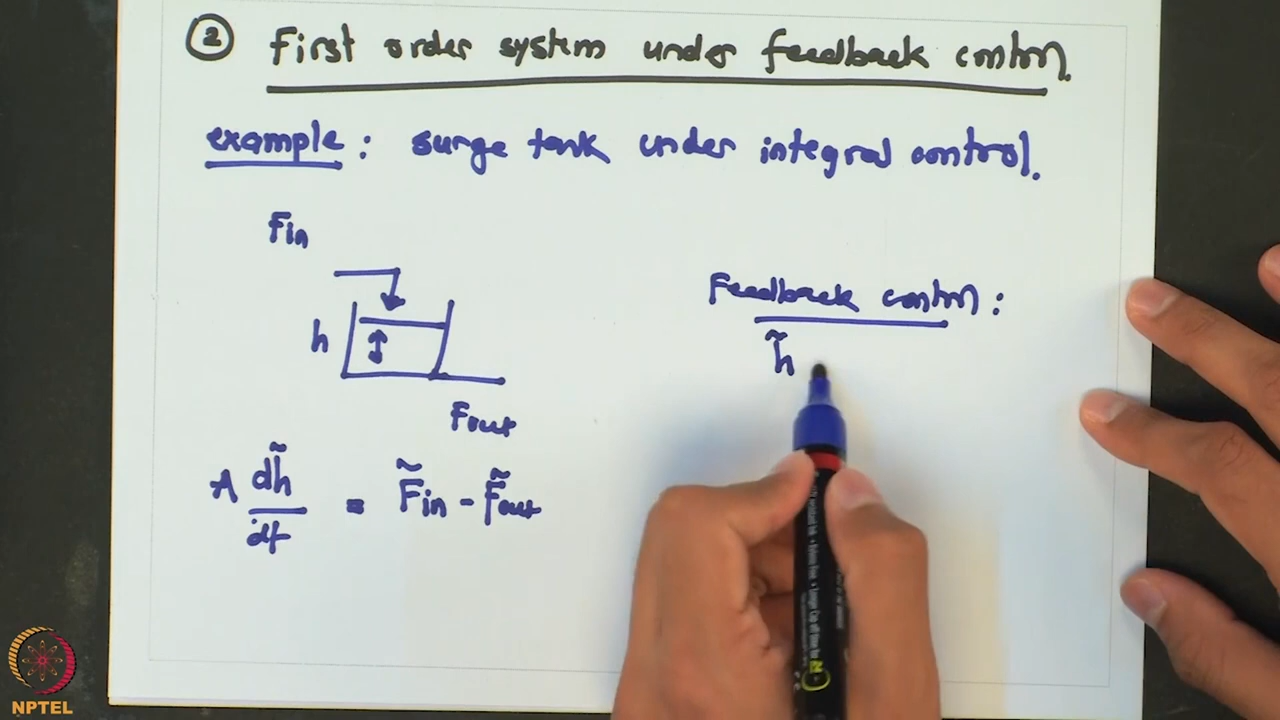 ② First order system under feedback control.
example: surge tank under integral control.
Fin
h
Fout
A dh̃/dt = F̃in - F̃out
Feedback control:
h̃
NPTEL